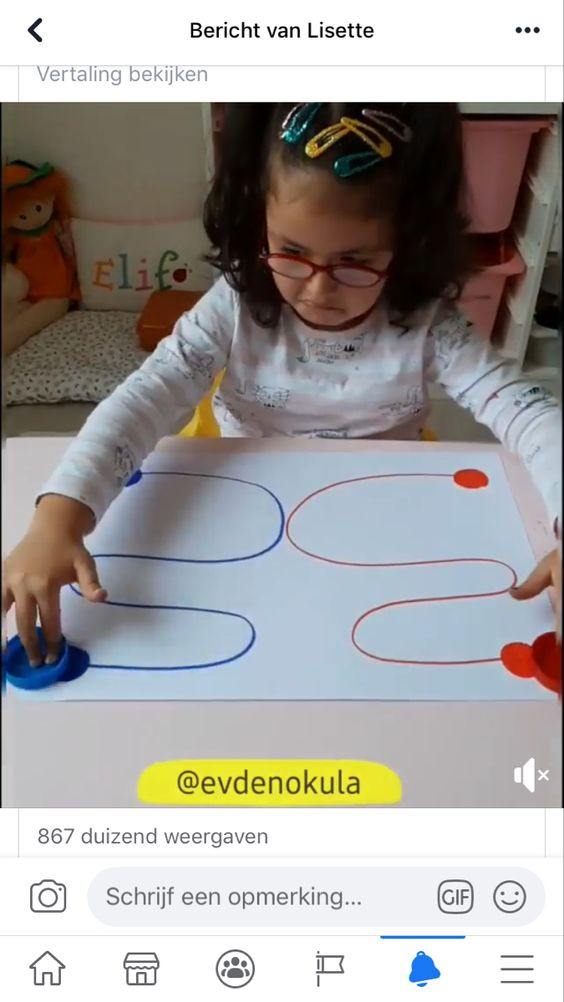 Bericht van Lisette
Vertaling bekijken
Elif
@evdenokula
867 duizend weergaven
Schrijf een opmerking...
GIF